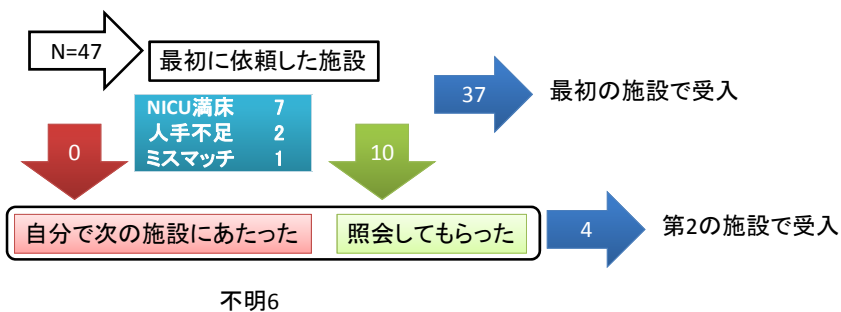 N=47
最初に依頼した施設
37
最初の施設で受入
NICU満床 7
人手不足 2
ミスマッチ 1
0
10
自分で次の施設にあたった
照会してもらった
4
第2の施設で受入
不明6